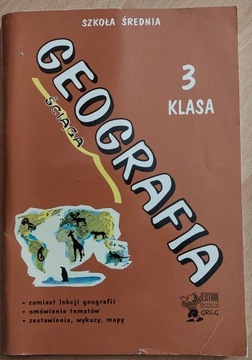 SZKOŁA ŚREDNIA
GEOGRAFIA
ŚCIĄGA
3
KLASA
- zamiast lekcji geografii
- omówienie tematów
- zestawienia, wykazy, mapy
GREG